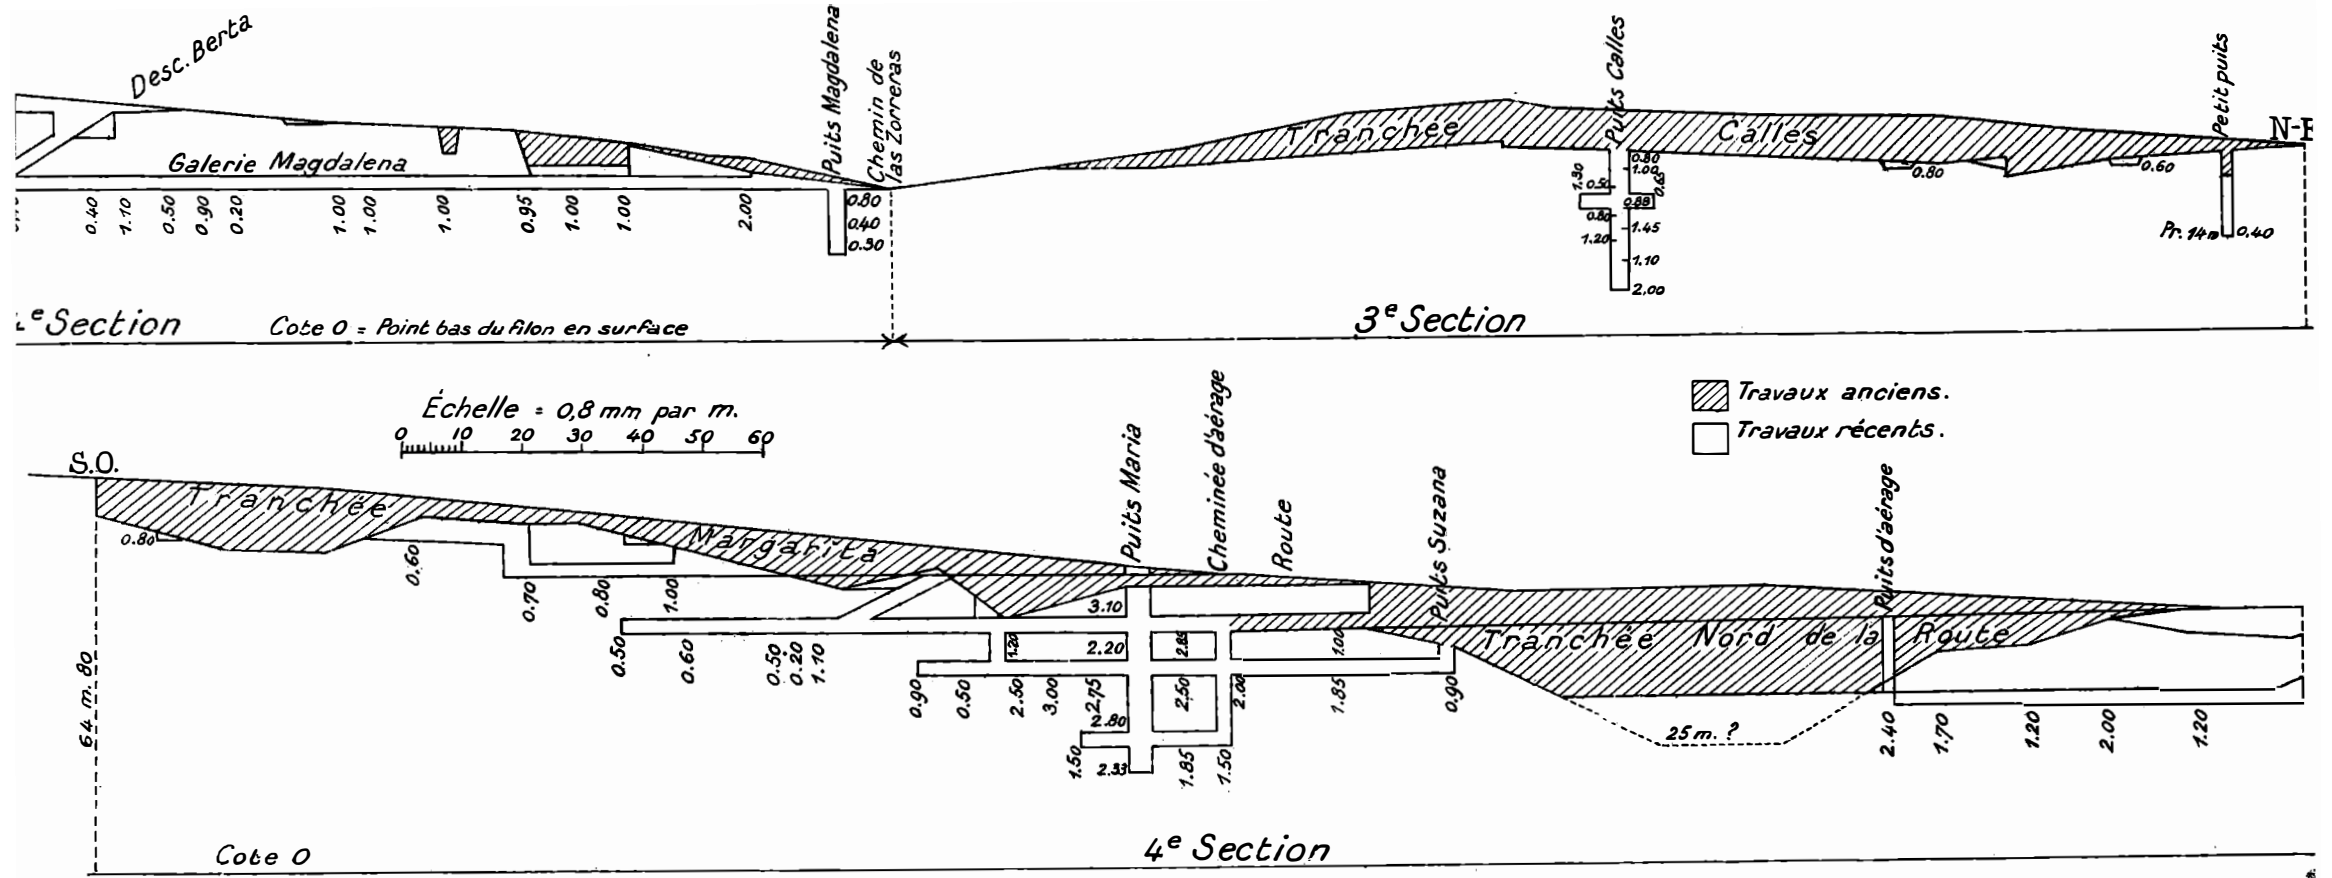 Desc. Berta
Puits Magdalena
Chemin de
las Zorreras
Puits Calles
Petit puits
N-E
Tranchée Calles
Galerie Magdalena
0.40
1.10
0.50
0.90
0.20
1.00
1.00
1.00
0.95
1.00
1.00
2.00
0.80
0.40
0.30
1.30
0.50
0.80
1.20
0.80
1.00
0.65
0.88
1.45
1.10
2,00
0.80
0.60
Pr. 14m
0.40
4e Section
Cote 0 = Point bas du filon en surface
3e Section
Échelle = 0,8 mm par m.
0 10 20 30 40 50 60
Travaux anciens.
Travaux récents.
S.O.
Tranchée Margarita
Puits Maria
Cheminée d'aérage
Route
Puits Suzana
Puits d'aérage
Tranchée Nord de la Route
0.80
0.60
0.70
0.80
1.00
3.10
0.50
0.60
0.50
0.20
1.10
1.20
2.20
2.85
1.00
0.90
0.50
2.50
3.00
2,75
2.80
2,50
2.00
1.85
0.90
1.50
2.33
1.85
1.50
25 m. ?
2.40
1.70
1.20
2.00
1.20
64 m. 80
Cote 0
4e Section